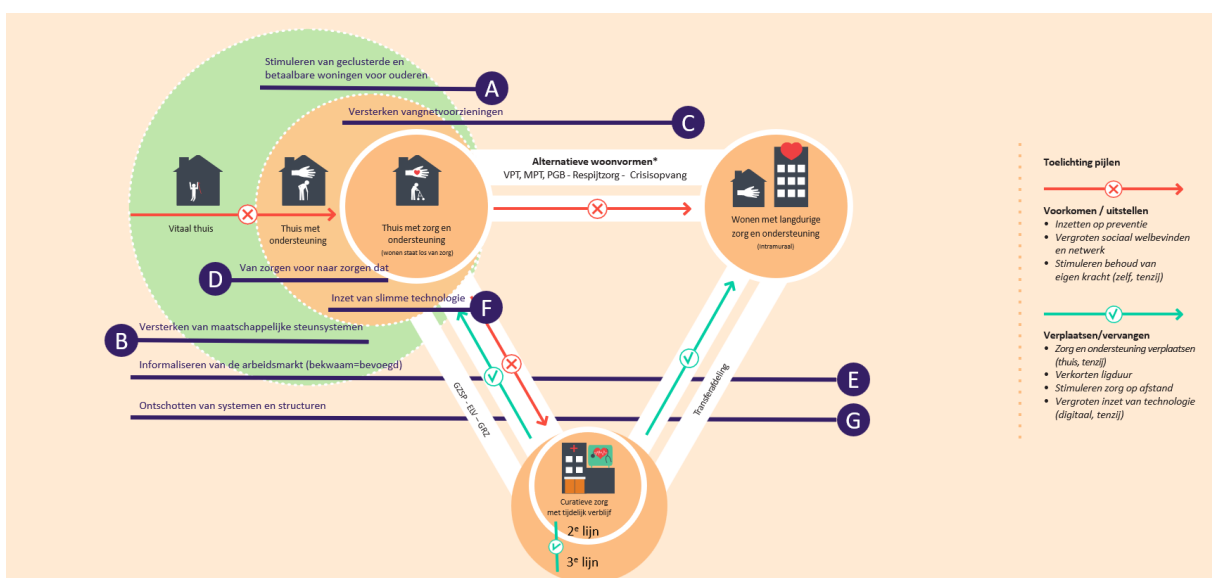 Stimuleren van geclusterde en
betaalbare woningen voor ouderen
A
Versterken vangnetvoorzieningen
C
Alternatieve woonvormen*
VPT, MPT, PGB - Respijtzorg - Crisisopvang
Vitaal thuis
Thuis met
ondersteuning
Thuis met zorg en
ondersteuning
(wonen staat los van zorg)
Wonen met langdurige
zorg en ondersteuning
(intramuraal)
D
Van zorgen voor naar zorgen dat
Inzet van slimme technologie
F
B
Versterken van maatschappelijke steunsystemen
Informaliseren van de arbeidsmarkt (bekwaam=bevoegd)
E
Ontschotten van systemen en structuren
G
GZSP - ELV – GRZ
Transferafdeling
Curatieve zorg
met tijdelijk verblijf
2e lijn
3e lijn
Toelichting pijlen
Voorkomen / uitstellen
• Inzetten op preventie
• Vergroten sociaal welbevinden
en netwerk
• Stimuleren behoud van
eigen kracht (zelf, tenzij)
Verplaatsen/vervangen
• Zorg en ondersteuning verplaatsen
(thuis, tenzij)
• Verkorten ligduur
• Stimuleren zorg op afstand
• Vergroten inzet van technologie
(digitaal, tenzij)